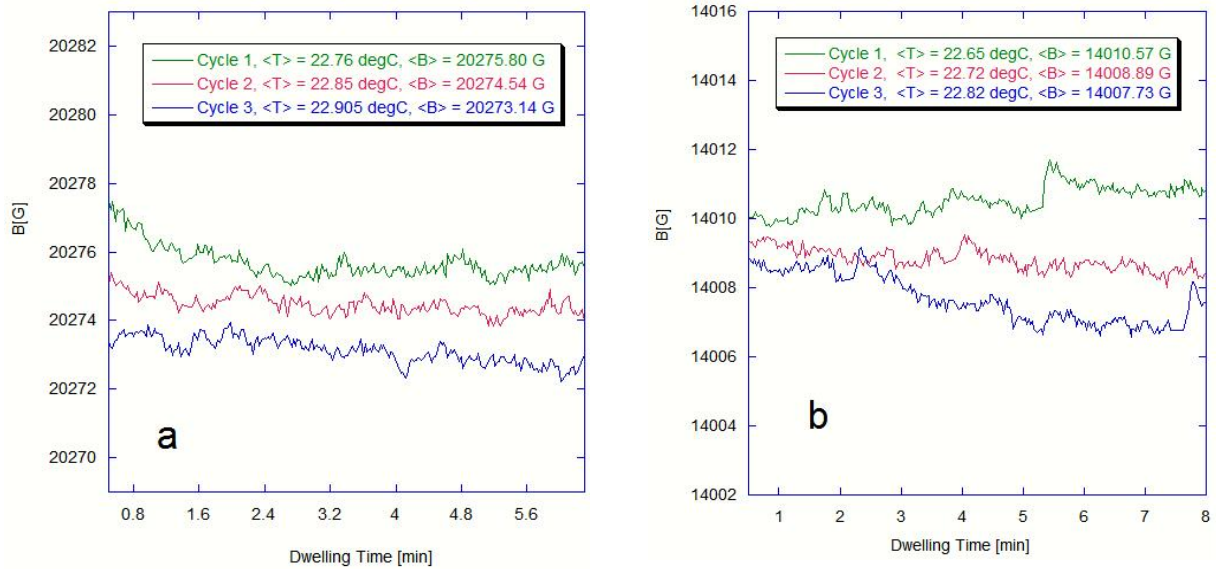 20282
20280
20278
20276
20274
20272
20270
B[G]
Cycle 1, <T> = 22.76 degC, <B> = 20275.80 G
Cycle 2, <T> = 22.85 degC, <B> = 20274.54 G
Cycle 3, <T> = 22.905 degC, <B> = 20273.14 G
a
0.8 1.6 2.4 3.2 4 4.8 5.6
Dwelling Time [min]
14016
14014
14012
14010
14008
14006
14004
14002
B[G]
Cycle 1, <T> = 22.65 degC, <B> = 14010.57 G
Cycle 2, <T> = 22.72 degC, <B> = 14008.89 G
Cycle 3, <T> = 22.82 degC, <B> = 14007.73 G
b
1 2 3 4 5 6 7 8
Dwelling Time [min]